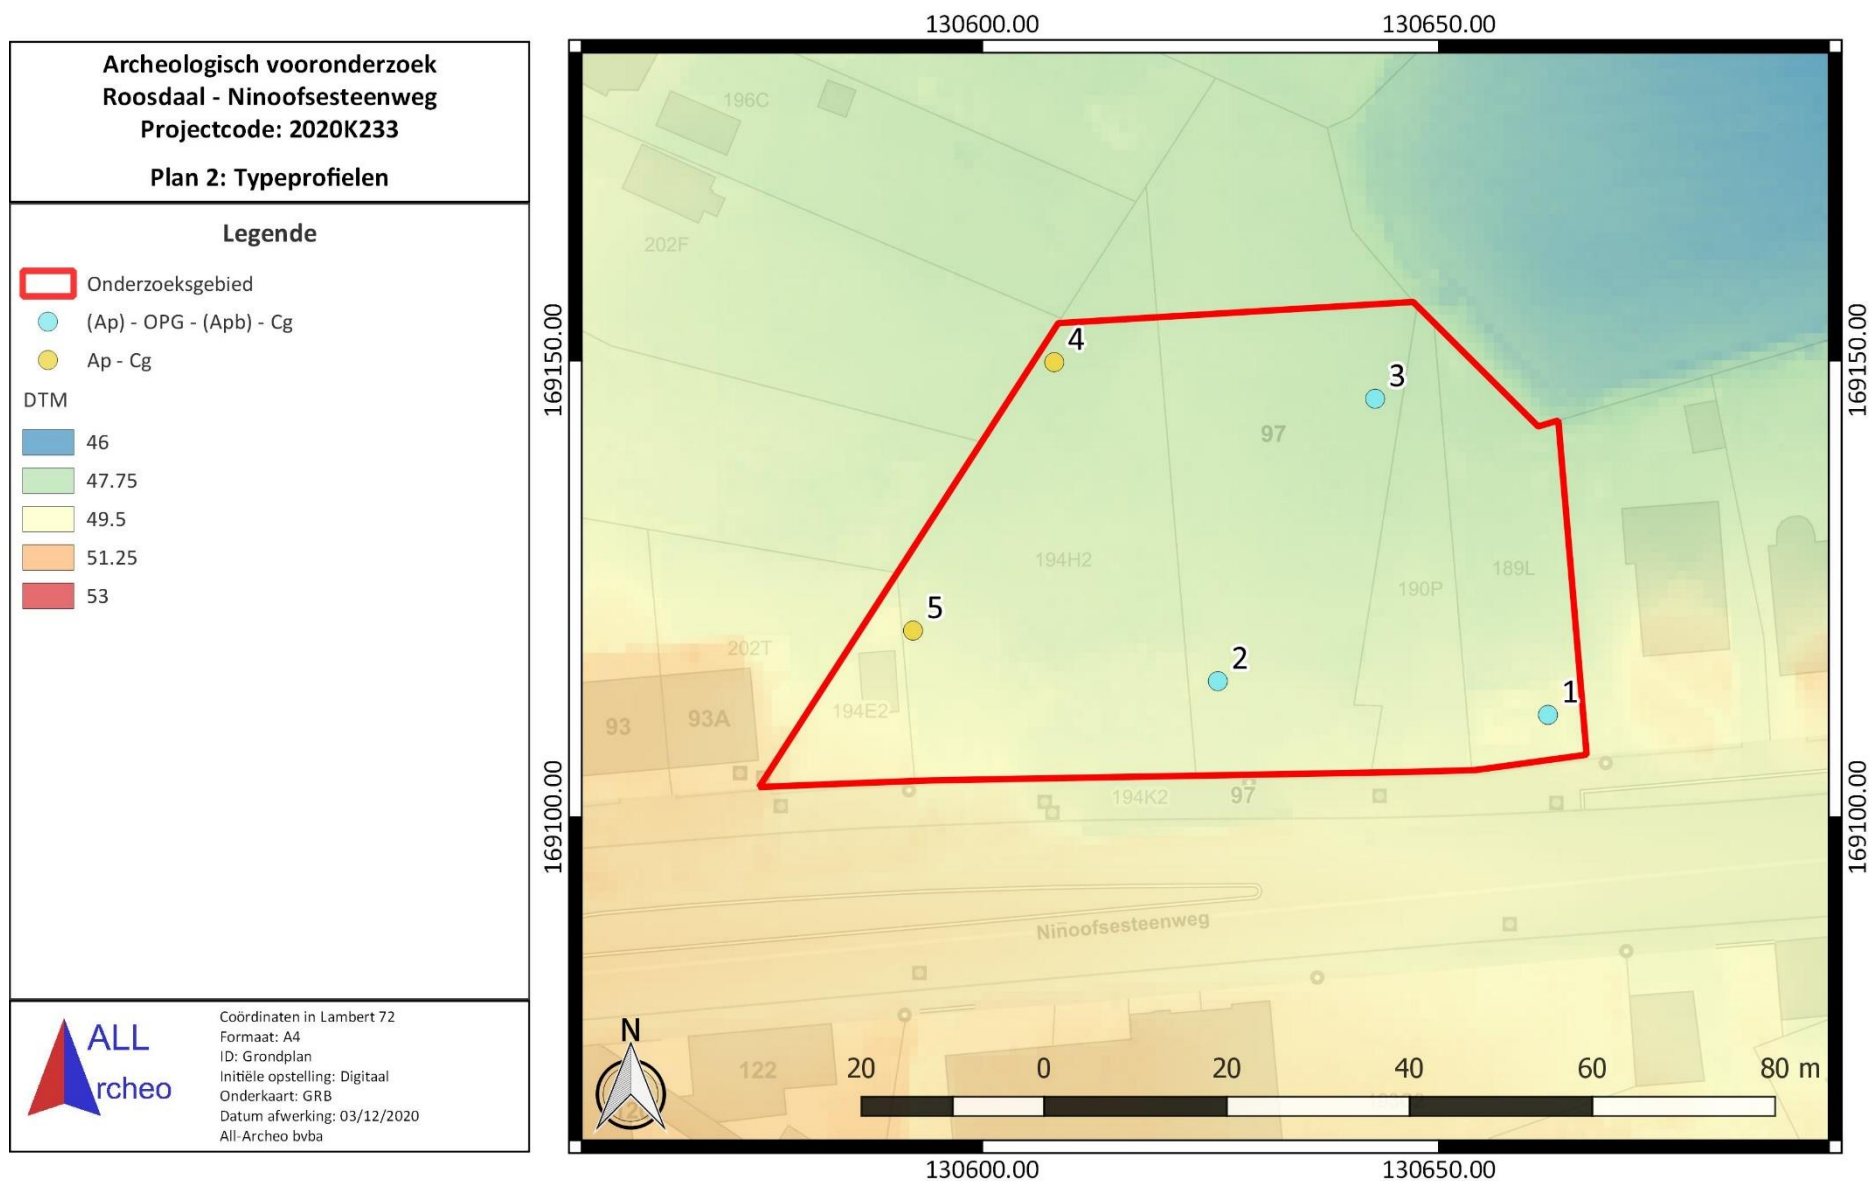 Archeologisch vooronderzoek
Roosdaal - Ninoofsesteenweg
Projectcode: 2020K233
Plan 2: Typeprofielen
Legende
Onderzoeksgebied
(Ap) - OPG - (Apb) - Cg
Ap - Cg
DTM
46
47.75
49.5
51.25
53
ALL
rcheo
Coördinaten in Lambert 72
Formaat: A4
ID: Grondplan
Initiële opstelling: Digitaal
Onderkaart: GRB
Datum afwerking: 03/12/2020
All-Archeo bvba
130600.00
130650.00
169150.00
169150.00
169100.00
169100.00
196C
202F
4
3
97
194H2
190P
189L
5
202T
2
1
194E2
93
93A
194K2
97
Ninoofsesteenweg
122
N
20
0
20
40
60
80 m
130600.00
130650.00